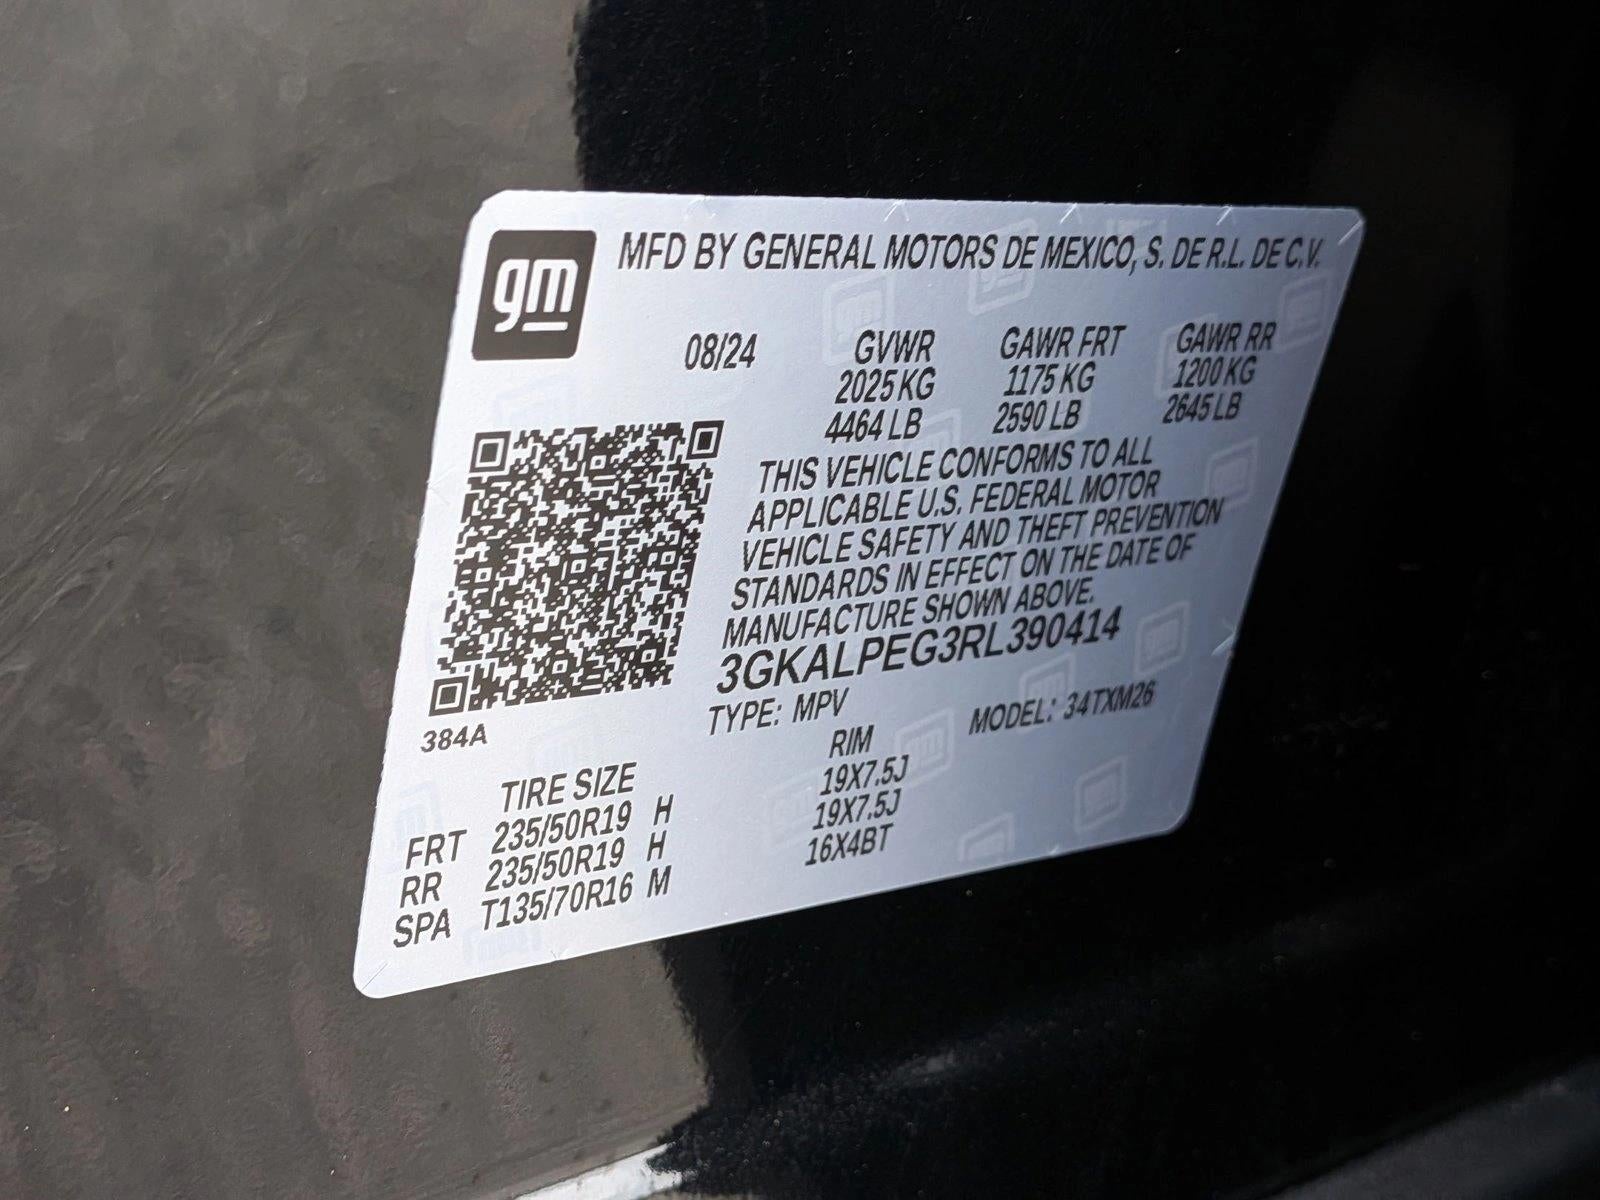 gm
MFD BY GENERAL MOTORS DE MEXICO, S. DE R.L. DE C.V.
08/24 GVWR GAWR FRT GAWR RR
2025 KG 1175 KG 1200 KG
4464 LB 2590 LB 2645 LB
THIS VEHICLE CONFORMS TO ALL
APPLICABLE U.S. FEDERAL MOTOR
VEHICLE SAFETY AND THEFT PREVENTION
STANDARDS IN EFFECT ON THE DATE OF
MANUFACTURE SHOWN ABOVE.
3GKALPEG3RL390414
TYPE: MPV MODEL: 34TXM26
384A
TIRE SIZE RIM
FRT 235/50R19 H 19X7.5J
RR 235/50R19 H 19X7.5J
SPA T135/70R16 M 16X4BT